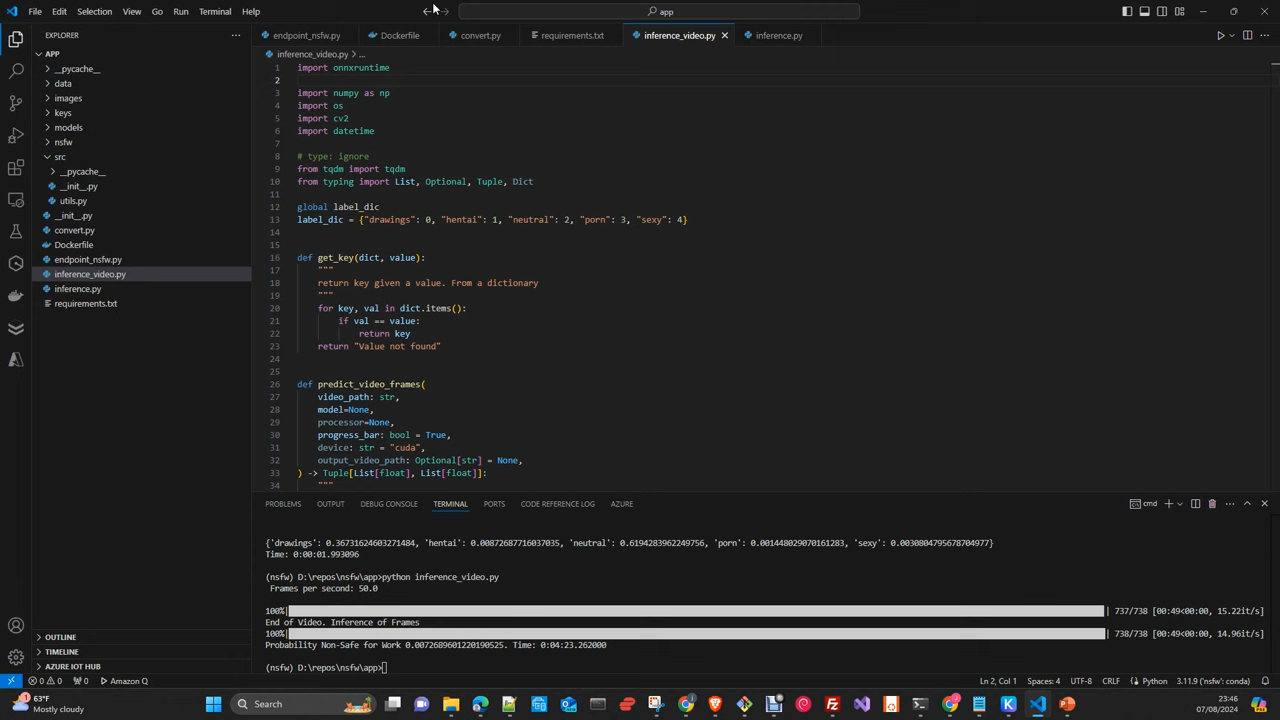 File Edit Selection View Go Run Terminal Help
app
EXPLORER
endpoint_nsfw.py
Dockerfile
convert.py
requirements.txt
inference_video.py
inference.py
APP
__pycache__
data
images
keys
models
nsfw
src
__pycache__
__init__.py
utils.py
__init__.py
convert.py
Dockerfile
endpoint_nsfw.py
inference_video.py
inference.py
requirements.txt
OUTLINE
TIMELINE
AZURE IOT HUB
inference_video.py > ...
1 import onnxruntime
2
3 import numpy as np
4 import os
5 import cv2
6 import datetime
7
8 # type: ignore
9 from tqdm import tqdm
10 from typing import List, Optional, Tuple, Dict
11
12 global label_dic
13 label_dic = {"drawings": 0, "hentai": 1, "neutral": 2, "porn": 3, "sexy": 4}
14
15
16 def get_key(dict, value):
17 """
18 return key given a value. From a dictionary
19 """
20 for key, val in dict.items():
21 if val == value:
22 return key
23 return "Value not found"
24
25
26 def predict_video_frames(
27 video_path: str,
28 model=None,
29 processor=None,
30 progress_bar: bool = True,
31 device: str = "cuda",
32 output_video_path: Optional[str] = None,
33 ) -> Tuple[List[float], List[float]]:
34 """
PROBLEMS OUTPUT DEBUG CONSOLE TERMINAL PORTS COMMENT REFERENCE LOG AZURE
cmd
{'drawings': 0.36731624603271484, 'hentai': 0.00872687716037035, 'neutral': 0.6194283962249756, 'porn': 0.001448029070161283, 'sexy': 0.0030804795678704977}
Time: 0:00:01.993096
(nsfw) D:\repos\nsfw\app>python inference_video.py
Frames per second: 50.0
100%| | 737/738 [00:49<00:00, 15.22it/s]
End of Video. Inference of Frames
100%| | 738/738 [00:49<00:00, 14.96it/s]
Probability Non-Safe for Work 0.0072689601220190525. Time: 0:04:23.262000
(nsfw) D:\repos\nsfw\app>
0 0 0 Amazon Q
Ln 2, Col 1 Spaces: 4 UTF-8 CRLF Python 3.11.9 ('nsfw': conda)
63°F
Mostly cloudy
Search
23:46
07/08/2024